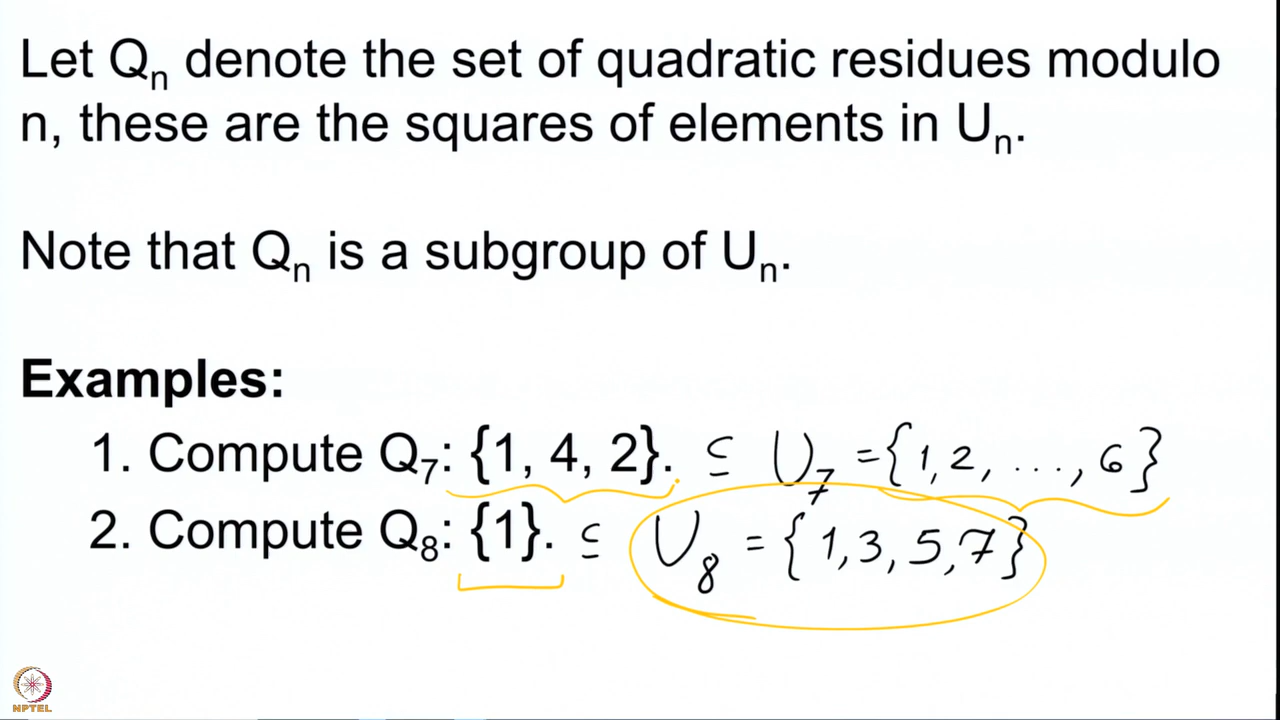 Let Qn denote the set of quadratic residues modulo
n, these are the squares of elements in Un.
Note that Qn is a subgroup of Un.
Examples:
1. Compute Q7: {1, 4, 2}. ⊆ U7 = {1, 2, ..., 6}
2. Compute Q8: {1}. ⊆ U8 = {1, 3, 5, 7}
NPTEL